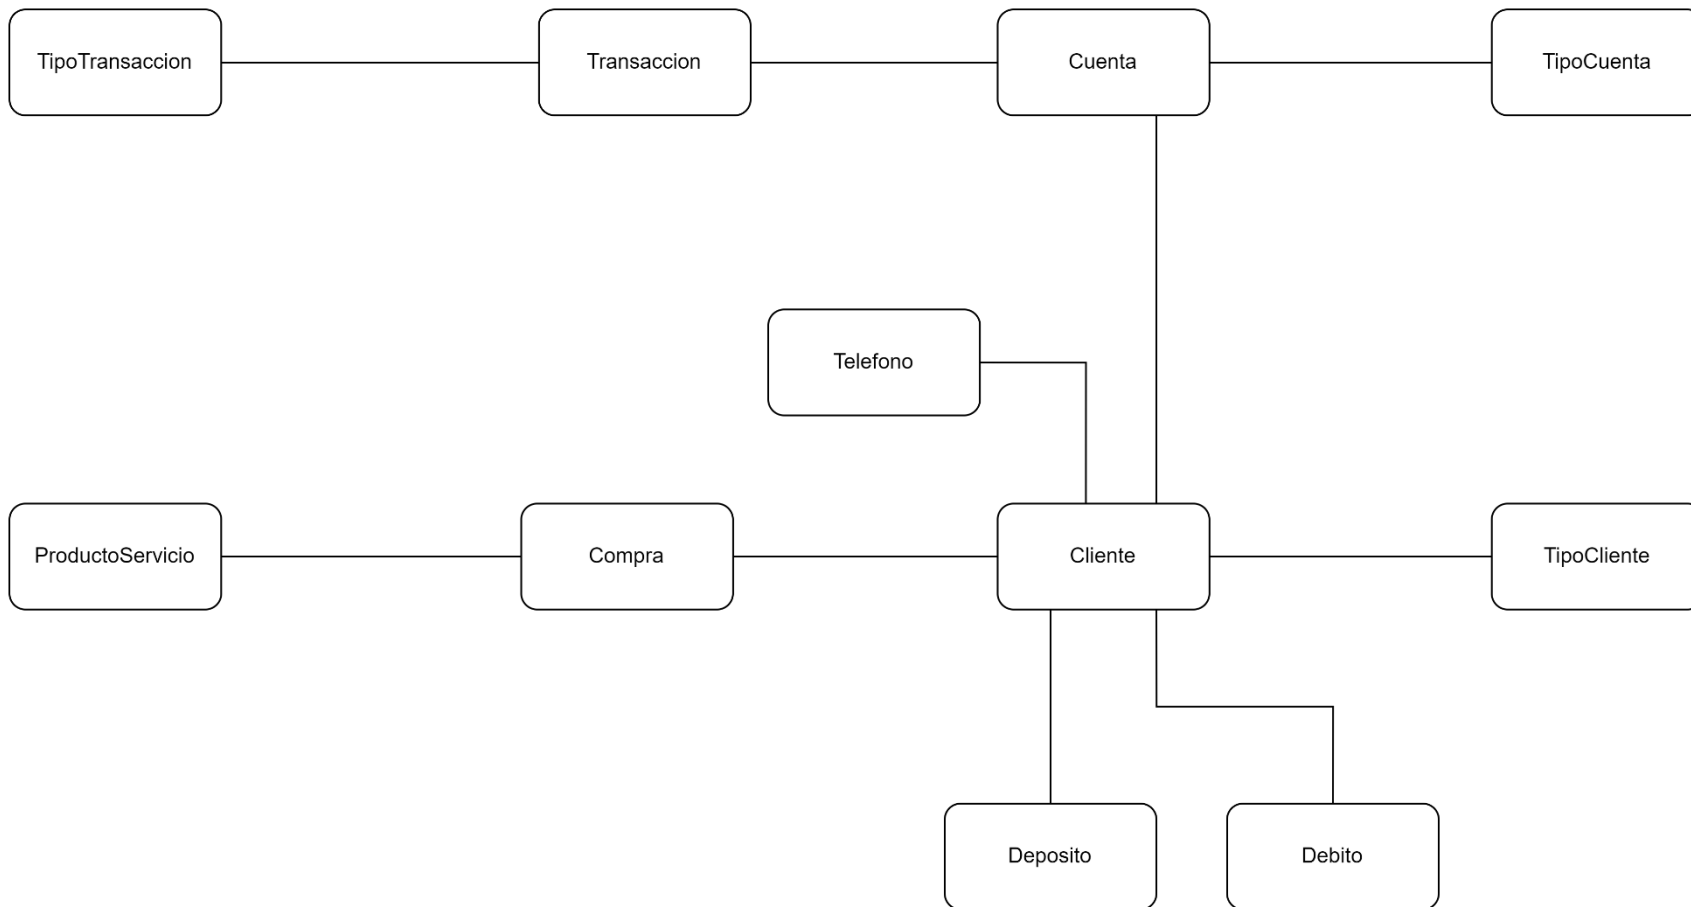 TipoTransaccion
Transaccion
Cuenta
TipoCuenta
Telefono
ProductoServicio
Compra
Cliente
TipoCliente
Deposito
Debito